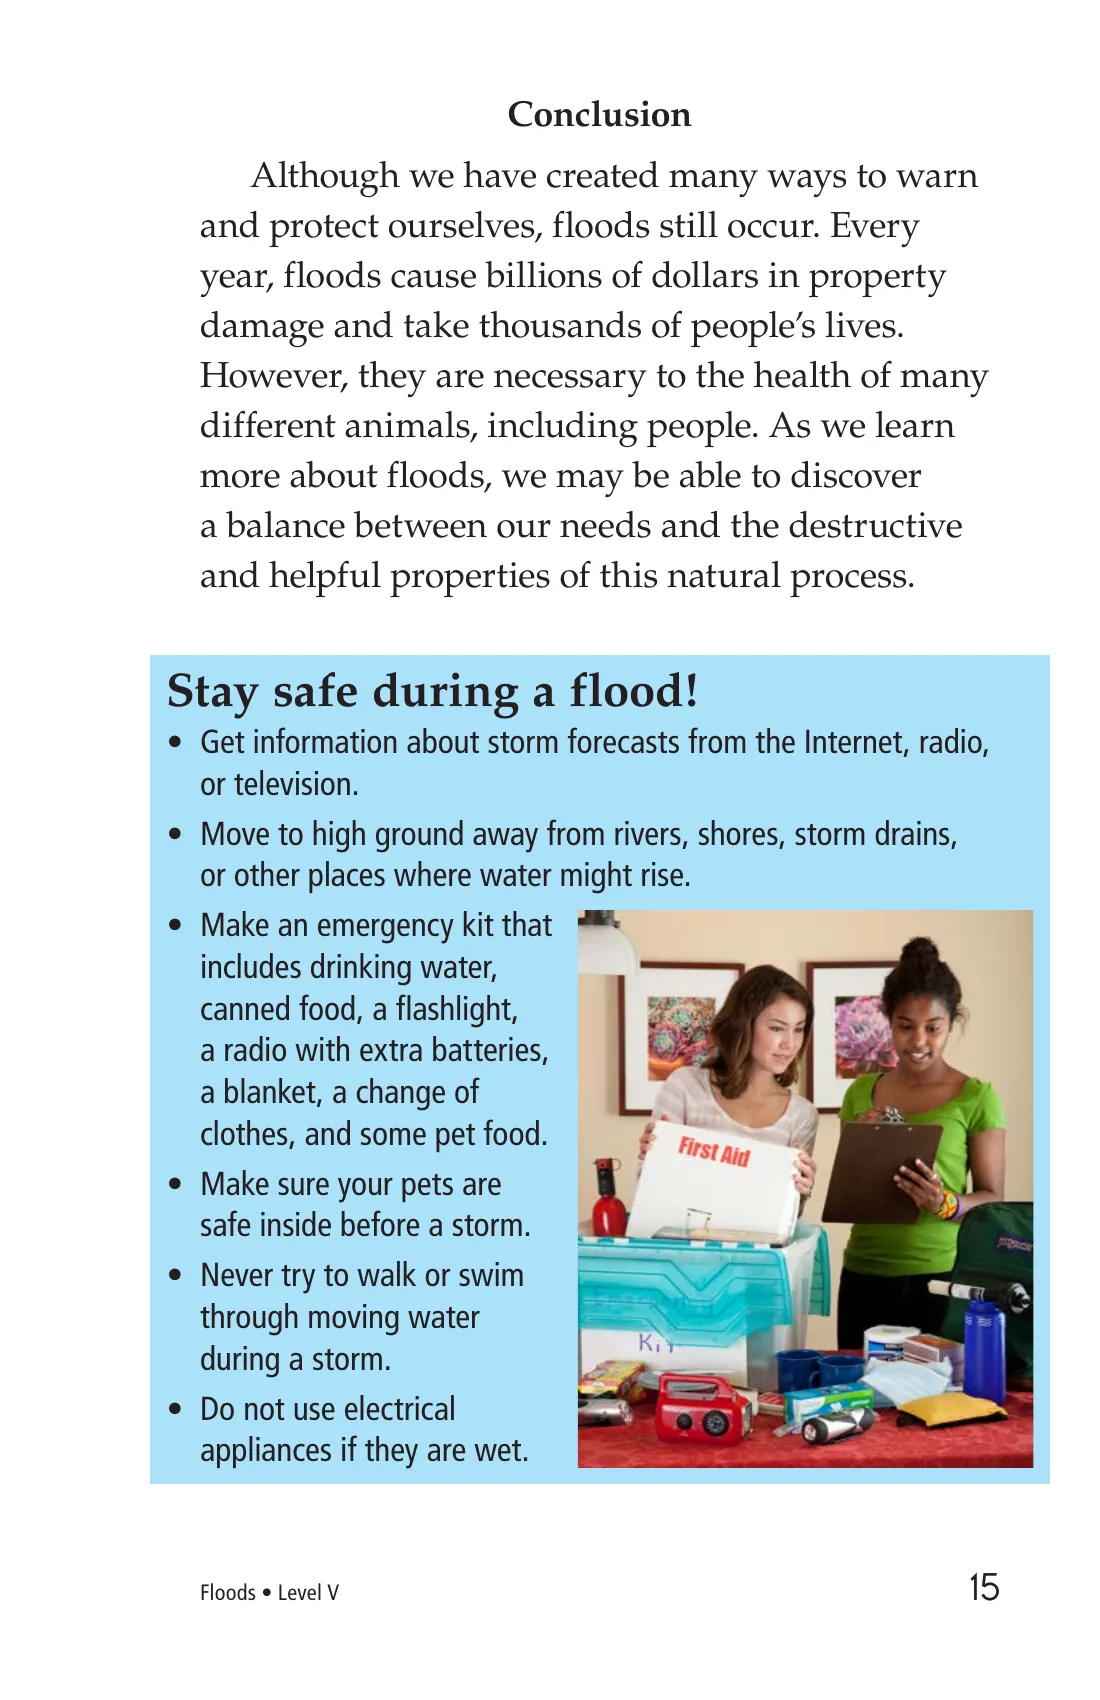 Conclusion
Although we have created many ways to warn
and protect ourselves, floods still occur. Every
year, floods cause billions of dollars in property
damage and take thousands of people’s lives.
However, they are necessary to the health of many
different animals, including people. As we learn
more about floods, we may be able to discover
a balance between our needs and the destructive
and helpful properties of this natural process.
Stay safe during a flood!
• Get information about storm forecasts from the Internet, radio,
or television.
• Move to high ground away from rivers, shores, storm drains,
or other places where water might rise.
• Make an emergency kit that
includes drinking water,
canned food, a flashlight,
a radio with extra batteries,
a blanket, a change of
clothes, and some pet food.
• Make sure your pets are
safe inside before a storm.
• Never try to walk or swim
through moving water
during a storm.
• Do not use electrical
appliances if they are wet.
First Aid
KIT
Floods • Level V
15